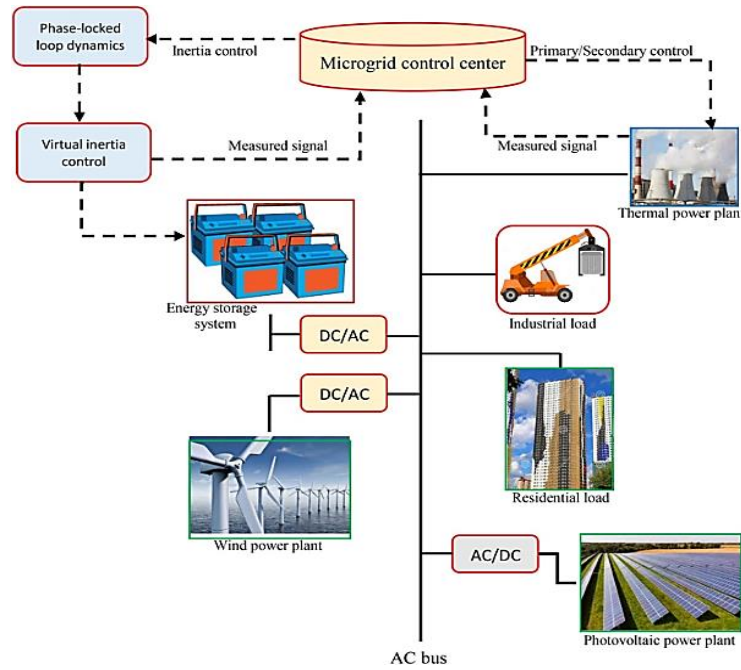 Phase-locked
loop dynamics
Inertia control
Microgrid control center
Primary/Secondary control
Virtual inertia
control
Measured signal
Measured signal
Thermal power plant
Energy storage
system
Industrial load
DC/AC
DC/AC
Residential load
Wind power plant
AC/DC
Photovoltaic power plant
AC bus